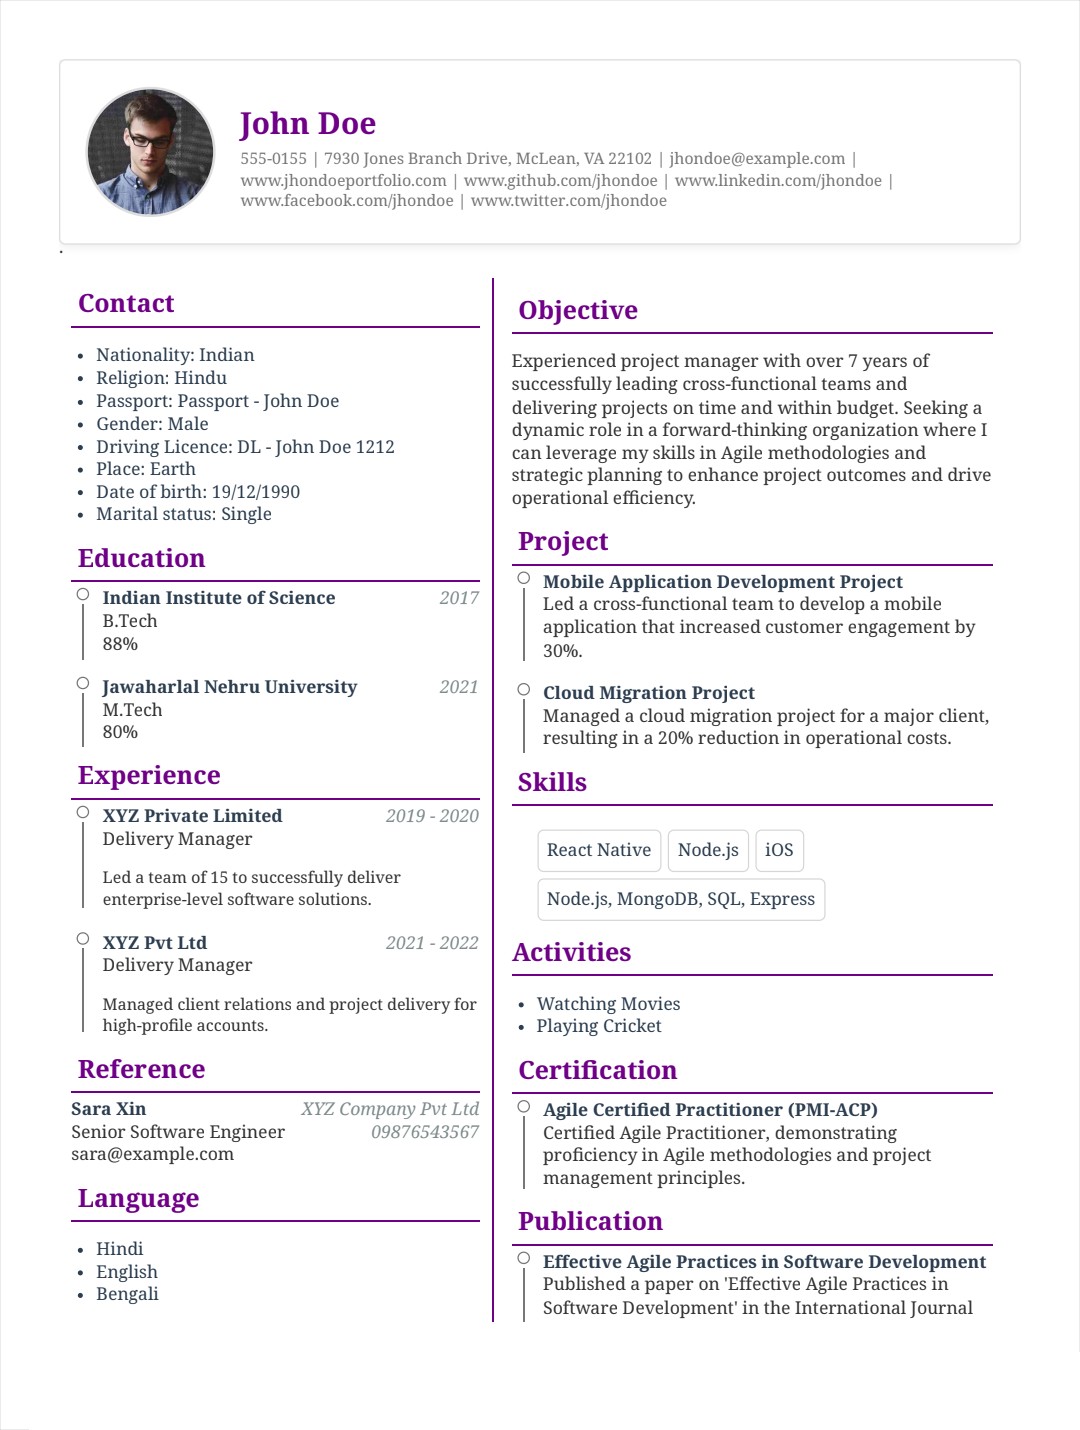 John Doe
555-0155 | 7930 Jones Branch Drive, McLean, VA 22102 | jhondoe@example.com |
www.jhondoeportfolio.com | www.github.com/jhondoe | www.linkedin.com/jhondoe |
www.facebook.com/jhondoe | www.twitter.com/jhondoe
.
Contact
• Nationality: Indian
• Religion: Hindu
• Passport: Passport - John Doe
• Gender: Male
• Driving Licence: DL - John Doe 1212
• Place: Earth
• Date of birth: 19/12/1990
• Marital status: Single
Education
Indian Institute of Science 2017
B.Tech
88%
Jawaharlal Nehru University 2021
M.Tech
80%
Experience
XYZ Private Limited 2019 - 2020
Delivery Manager
Led a team of 15 to successfully deliver
enterprise-level software solutions.
XYZ Pvt Ltd 2021 - 2022
Delivery Manager
Managed client relations and project delivery for
high-profile accounts.
Reference
Sara Xin XYZ Company Pvt Ltd
Senior Software Engineer 09876543567
sara@example.com
Language
• Hindi
• English
• Bengali
Objective
Experienced project manager with over 7 years of
successfully leading cross-functional teams and
delivering projects on time and within budget. Seeking a
dynamic role in a forward-thinking organization where I
can leverage my skills in Agile methodologies and
strategic planning to enhance project outcomes and drive
operational efficiency.
Project
Mobile Application Development Project
Led a cross-functional team to develop a mobile
application that increased customer engagement by
30%.
Cloud Migration Project
Managed a cloud migration project for a major client,
resulting in a 20% reduction in operational costs.
Skills
React Native Node.js iOS
Node.js, MongoDB, SQL, Express
Activities
• Watching Movies
• Playing Cricket
Certification
Agile Certified Practitioner (PMI-ACP)
Certified Agile Practitioner, demonstrating
proficiency in Agile methodologies and project
management principles.
Publication
Effective Agile Practices in Software Development
Published a paper on 'Effective Agile Practices in
Software Development' in the International Journal